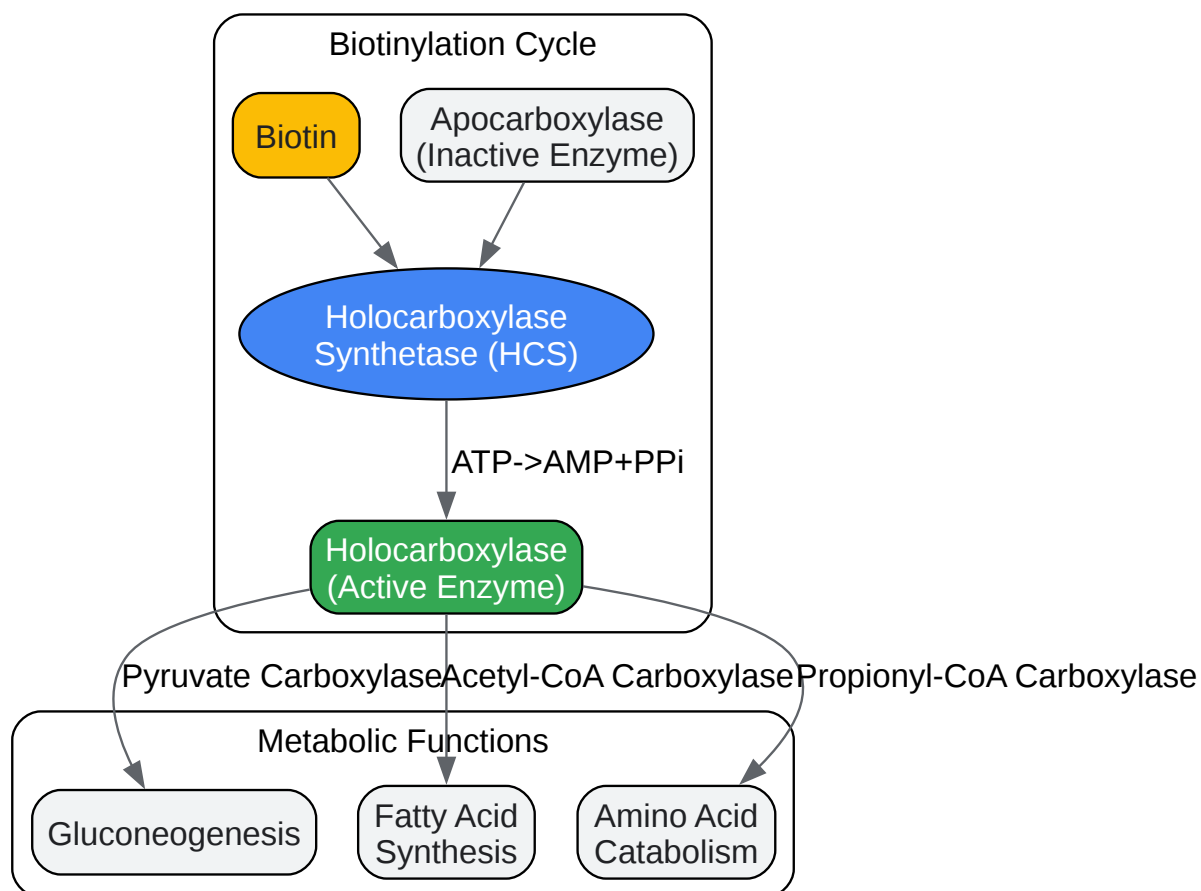 Biotinylation Cycle
Biotin
Apocarboxylase
(Inactive Enzyme)
Holocarboxylase
Synthetase (HCS)
ATP->AMP+PPi
Holocarboxylase
(Active Enzyme)
Pyruvate Carboxylase
Acetyl-CoA Carboxylase
Propionyl-CoA Carboxylase
Metabolic Functions
Gluconeogenesis
Fatty Acid
Synthesis
Amino Acid
Catabolism